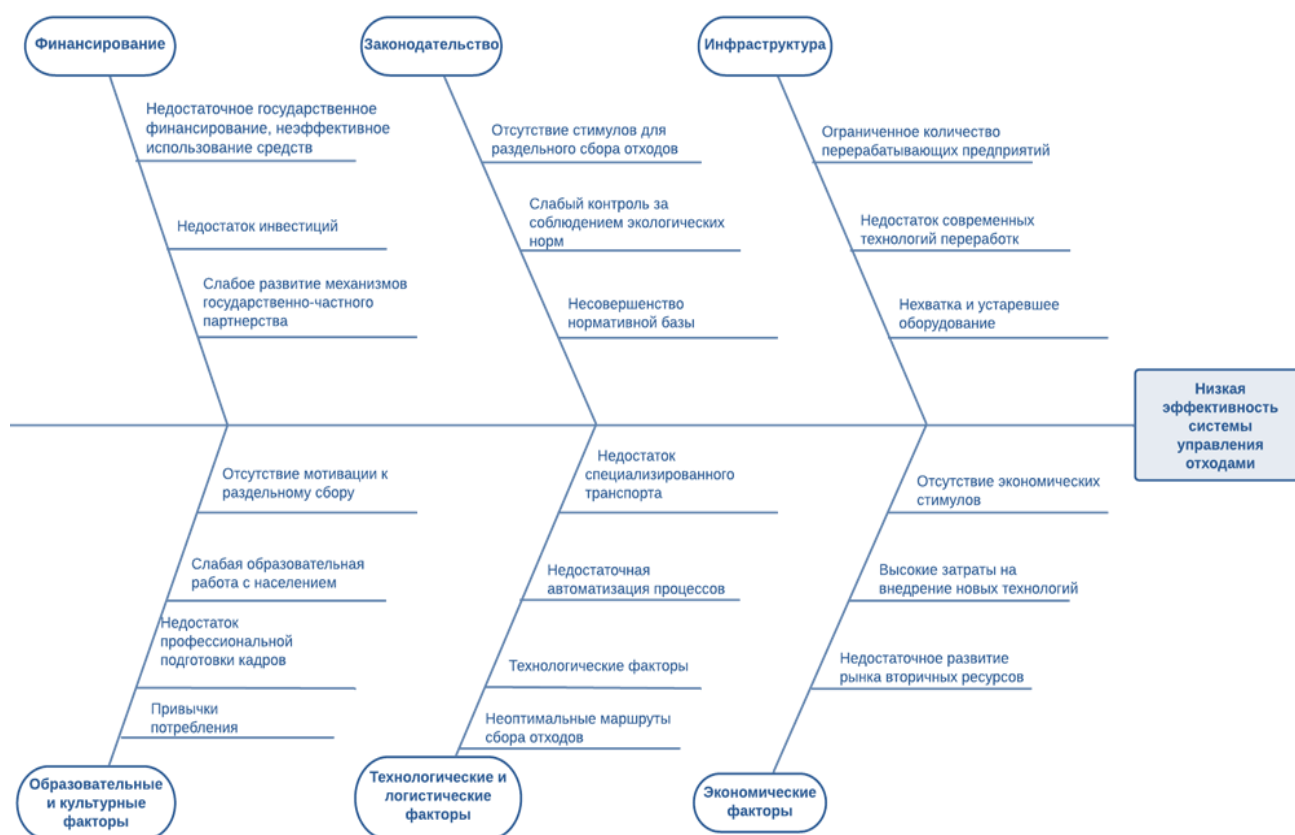 Финансирование
Законодательство
Инфраструктура
Недостаточное государственное
финансирование, неэффективное
использование средств
Недостаток инвестиций
Слабое развитие механизмов
государственно-частного
партнерства
Отсутствие стимулов для
раздельного сбора отходов
Слабый контроль за
соблюдением экологических
норм
Несовершенство
нормативной базы
Ограниченное количество
перерабатывающих предприятий
Недостаток современных
технологий переработк
Нехватка и устаревшее
оборудование
Низкая
эффективность
системы
управления
отходами
Отсутствие мотивации к
раздельному сбору
Слабая образовательная
работа с населением
Недостаток
профессиональной
подготовки кадров
Привычки
потребления
Недостаток
специализированного
транспорта
Недостаточная
автоматизация процессов
Технологические факторы
Неоптимальные маршруты
сбора отходов
Отсутствие экономических
стимулов
Высокие затраты на
внедрение новых технологий
Недостаточное развитие
рынка вторичных ресурсов
Образовательные
и культурные
факторы
Технологические и
логистические
факторы
Экономические
факторы